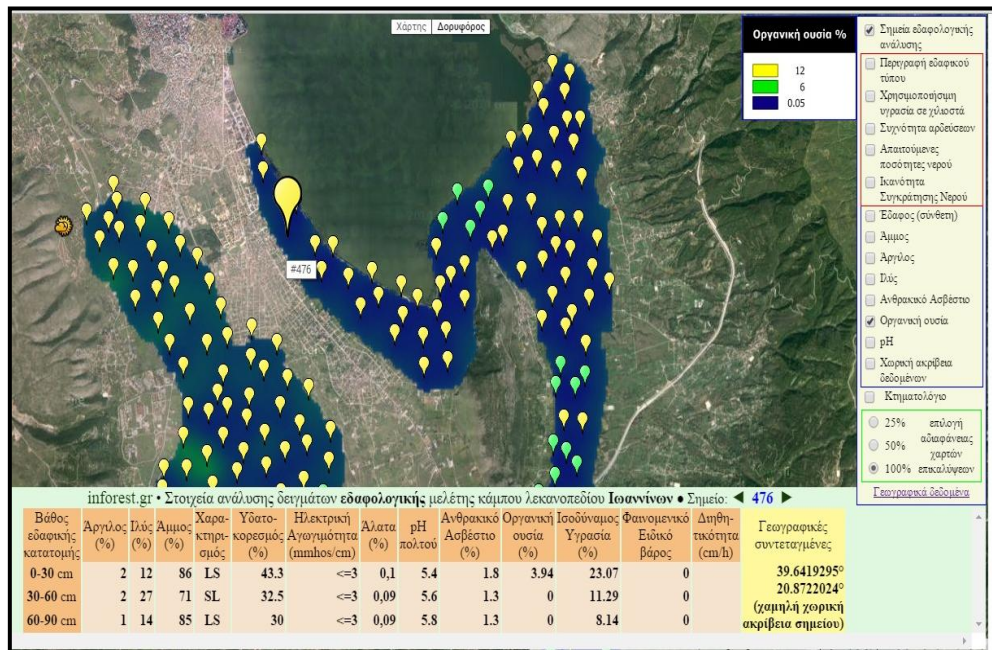 Χάρτης Δορυφόρος
Οργανική ουσία %
12
6
0.05
Σημεία εδαφολογικής
ανάλυσης
Περιγραφή εδαφικού
τύπου
Χρησιμοποιήσιμη
υγρασία σε χιλιοστά
Συχνότητα αρδεύσεων
Απαιτούμενες
ποσότητες νερού
Ικανότητα
Συγκράτησης Νερού
Έδαφος (σύνθετη)
Άμμος
Άργιλος
Ιλύς
Ανθρακικό Ασβέστιο
Οργανική ουσία
pH
Χωρική ακρίβεια
δεδομένων
Κτηματολόγιο
25% επιλογή
50% αδιαφάνειας
χαρτών
100% επικαλύψεων
Γεωγραφικά δεδομένα
#476
inforest.gr • Στοιχεία ανάλυσης δειγμάτων εδαφολογικής μελέτης κάμπου λεκανοπεδίου Ιωαννίνων ● Σημείο: ◀ 476 ▶
Βάθος εδαφικής κατατομής Άργιλος (%) Ιλύς (%) Άμμος (%) Χαρα-κτηρι-σμός Υδατο-κορεσμός (%) Ηλεκτρική Αγωγιμότητα (mmhos/cm) Άλατα (%) pH πολτού Ανθρακικό Ασβέστιο (%) Οργανική ουσία (%) Ισοδύναμος Υγρασία (%) Φαινομενικό Ειδικό βάρος Διηθη-τικότητα (cm/h) Γεωγραφικές συντεταγμένες
0-30 cm 2 12 86 LS 43.3 <=3 0,1 5.4 1.8 3.94 23.07 0 39.6419295°
30-60 cm 2 27 71 SL 32.5 <=3 0,09 5.6 1.3 0 11.29 0 20.8722024°
(χαμηλή χωρική
60-90 cm 1 14 85 LS 30 <=3 0,09 5.8 1.3 0 8.14 0 ακρίβεια σημείου)